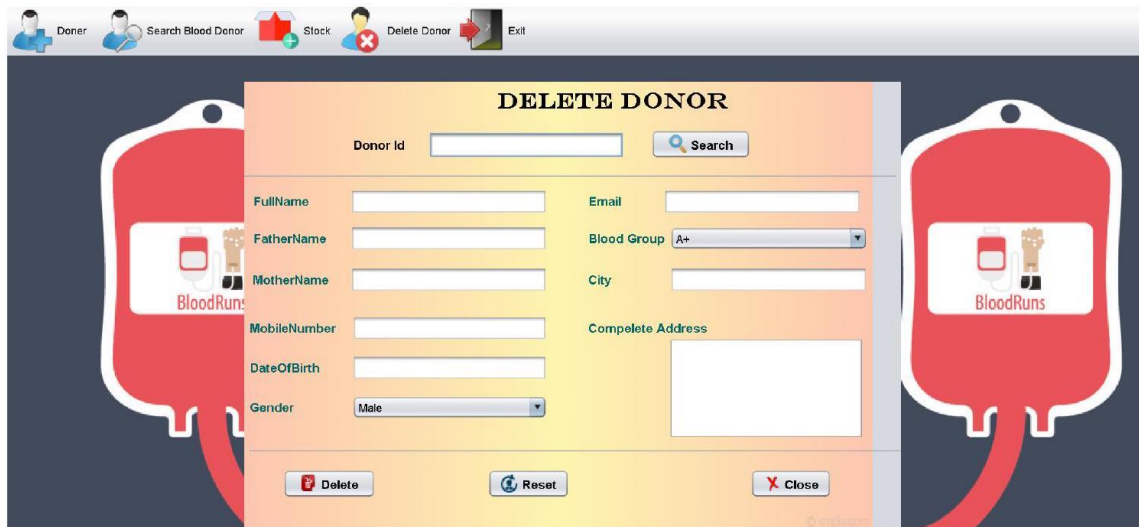 Doner Search Blood Donor Stock Delete Donor Exit
DELETE DONOR
Donor Id Search
FullName Email
FatherName Blood Group A+
MotherName City
BloodRuns BloodRuns
MobileNumber Compelete Address
DateOfBirth
Gender Male
Delete Reset Close